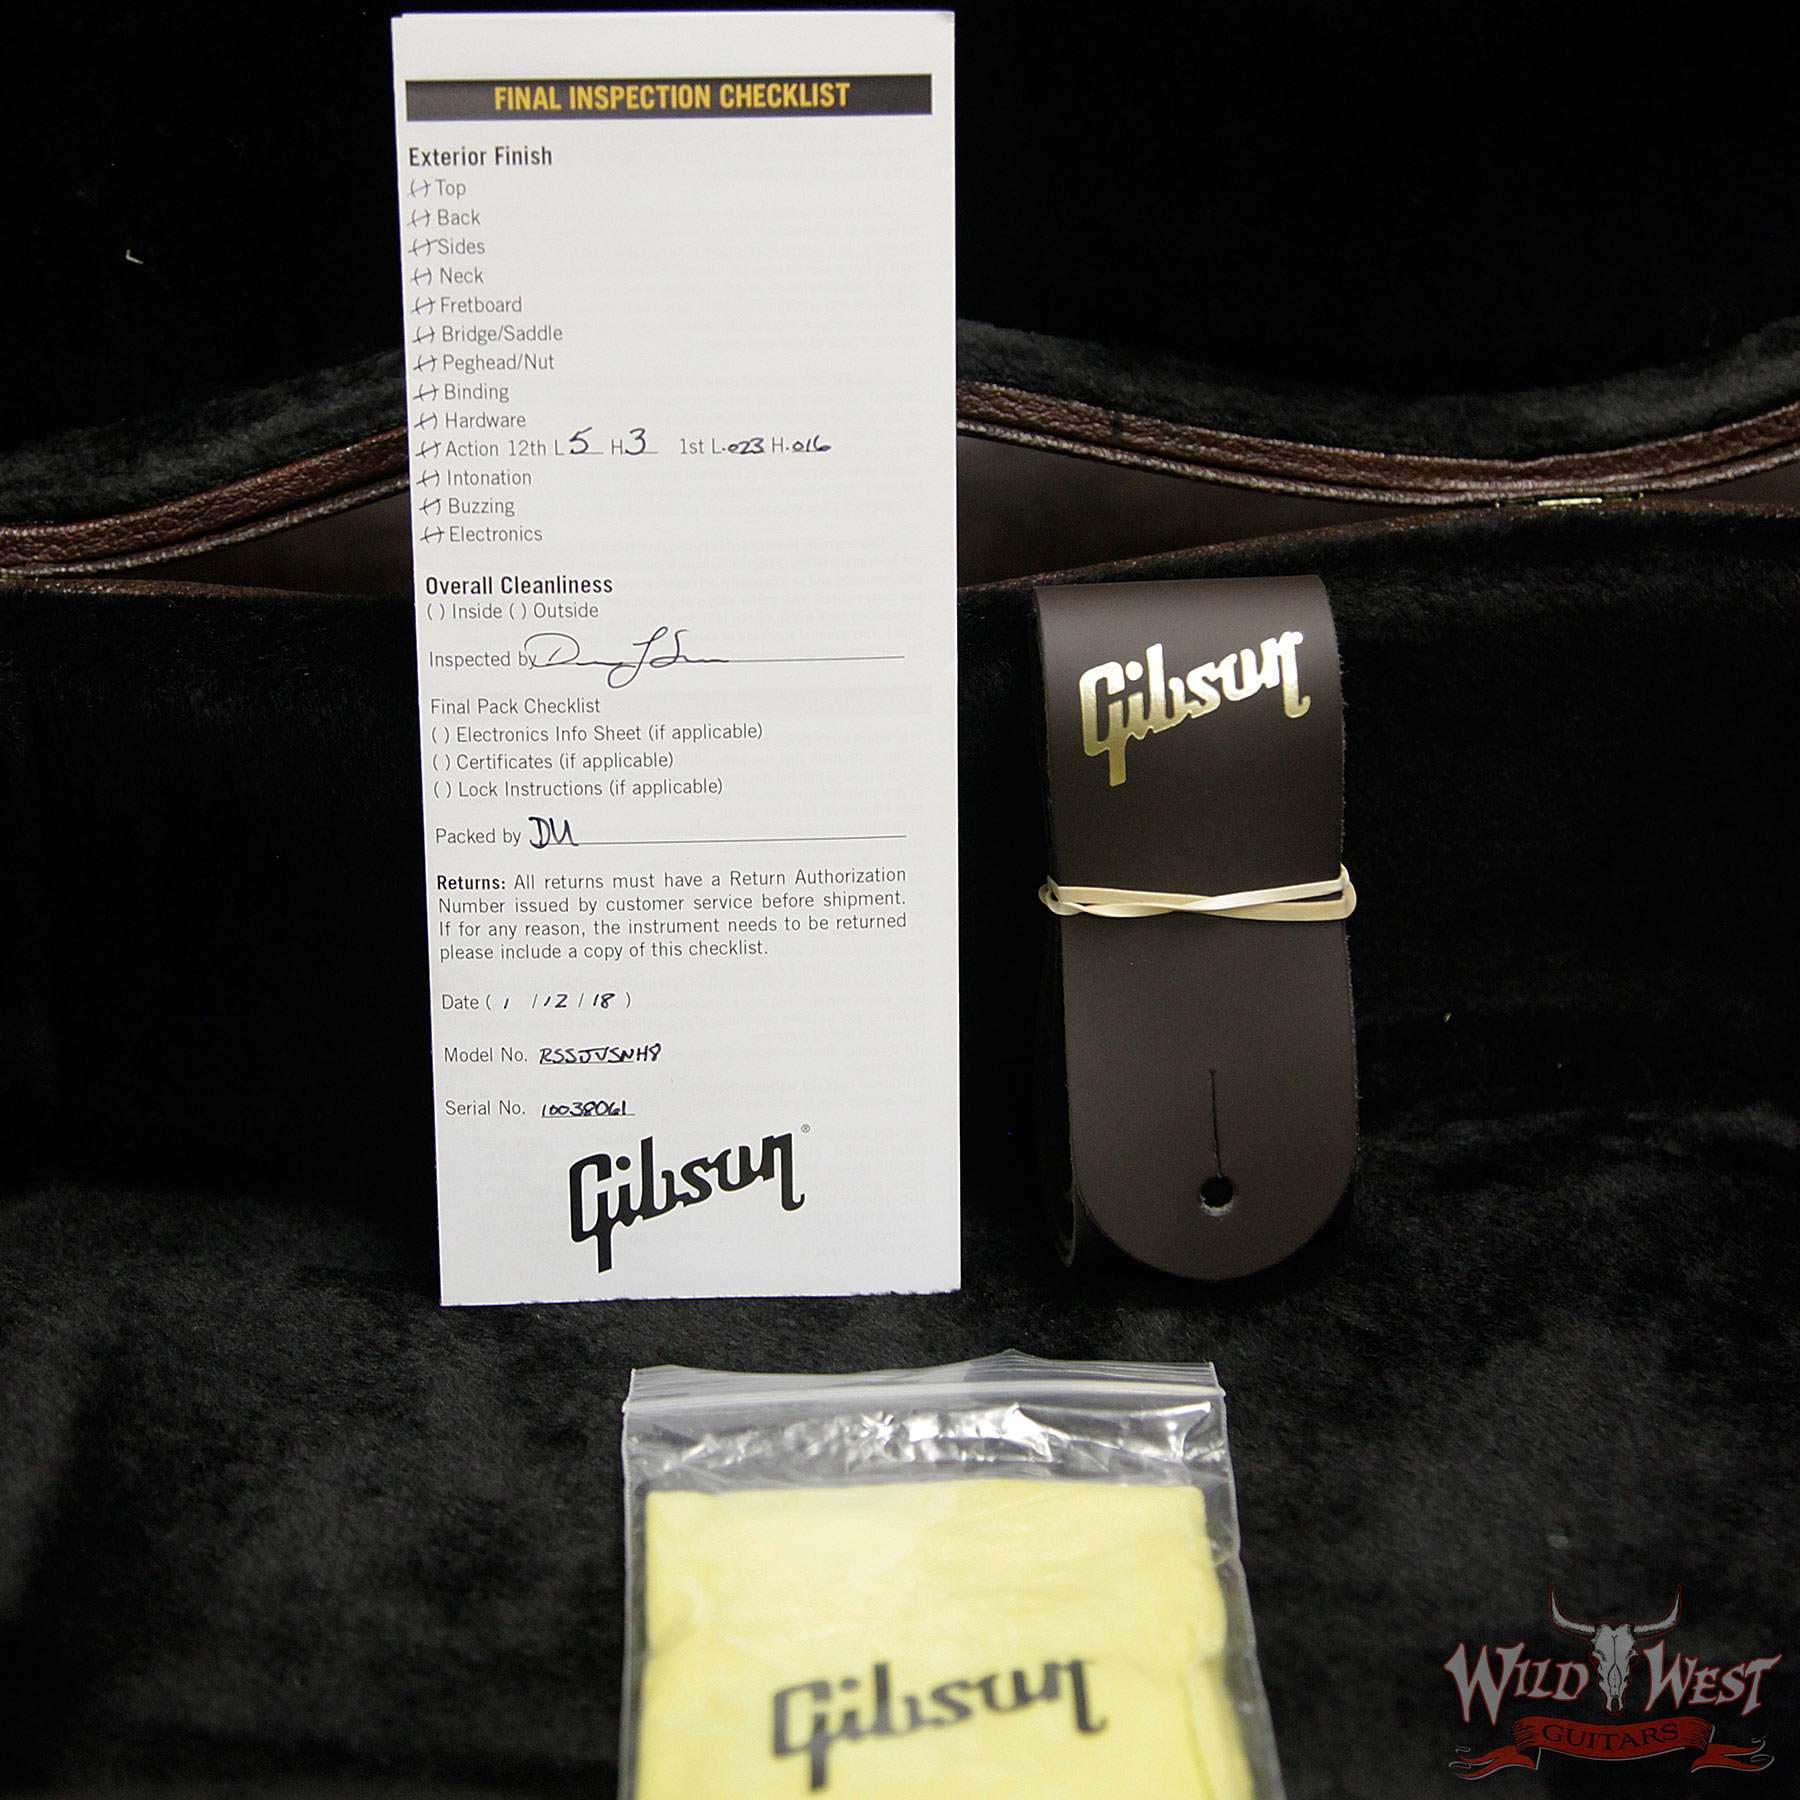 FINAL INSPECTION CHECKLIST
Exterior Finish
( ) Top
( ) Back
( ) Sides
( ) Neck
( ) Fretboard
( ) Bridge/Saddle
( ) Peghead/Nut
( ) Binding
( ) Hardware
( ) Action 12th L 5 H 3 1st L .023 H .016
( ) Intonation
( ) Buzzing
( ) Electronics
Overall Cleanliness
( ) Inside ( ) Outside
Inspected by
Final Pack Checklist
( ) Electronics Info Sheet (if applicable)
( ) Certificates (if applicable)
( ) Lock Instructions (if applicable)
Packed by DU
Returns: All returns must have a Return Authorization
Number issued by customer service before shipment.
If for any reason, the instrument needs to be returned
please include a copy of this checklist.
Date ( 1 / 12 / 18 )
Model No. RSSJVSNH8
Serial No. 10038061
Gibson®
Gibson
Gibson
WILD WEST
GUITARS